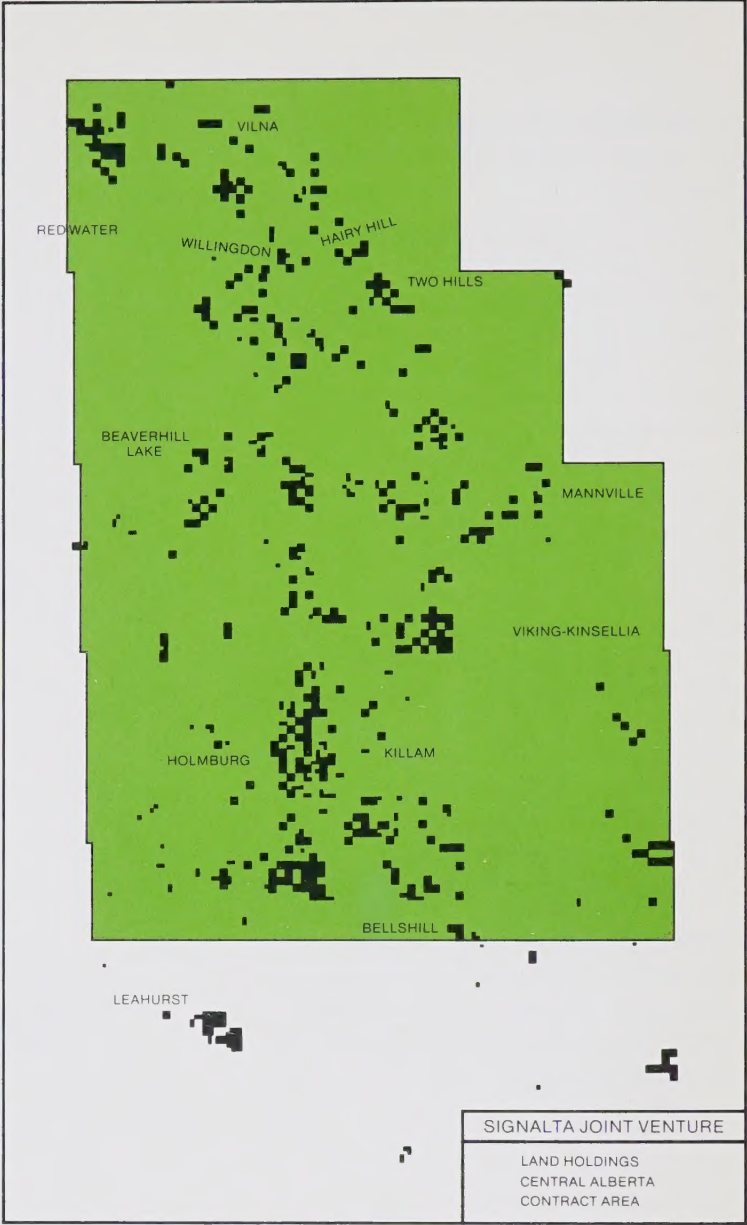 VILNA
REDWATER
WILLINGDON
HAIRY HILL
TWO HILLS
BEAVERHILL
LAKE
MANNVILLE
VIKING-KINSELLIA
HOLMBURG
KILLAM
BELLSHILL
LEAHURST
SIGNALTA JOINT VENTURE
LAND HOLDINGS
CENTRAL ALBERTA
CONTRACT AREA